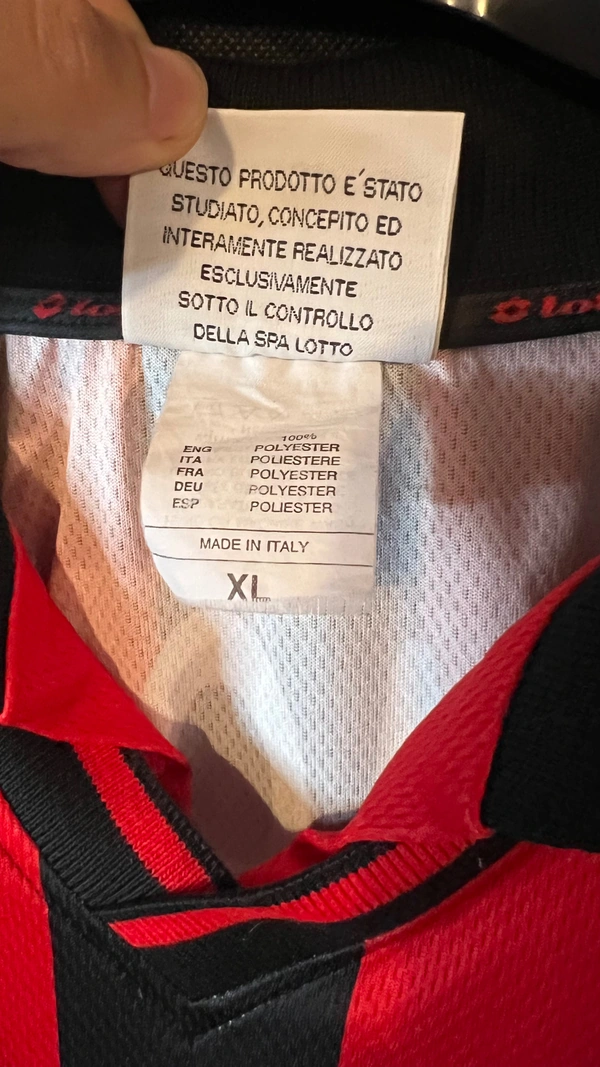 QUESTO PRODOTTO E´STATO
STUDIATO, CONCEPITO ED
INTERAMENTE REALIZZATO
ESCLUSIVAMENTE
SOTTO IL CONTROLLO
DELLA SPA LOTTO
100%
ENG POLYESTER
ITA POLIESTERE
FRA POLYESTER
DEU POLYESTER
ESP POLIESTER
MADE IN ITALY
XL